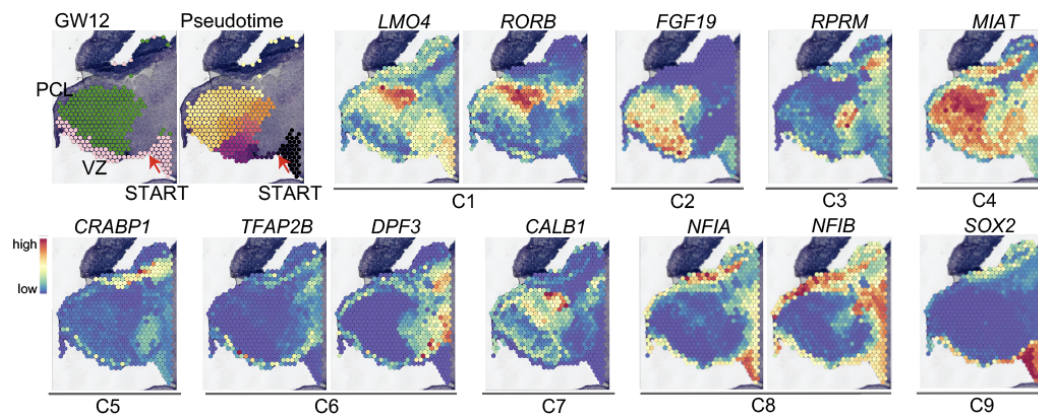 GW12 Pseudotime LMO4 RORB FGF19 RPRM MIAT
PCL
VZ
START START
C1 C2 C3 C4
CRABP1 TFAP2B DPF3 CALB1 NFIA NFIB SOX2
high
low
C5 C6 C7 C8 C9